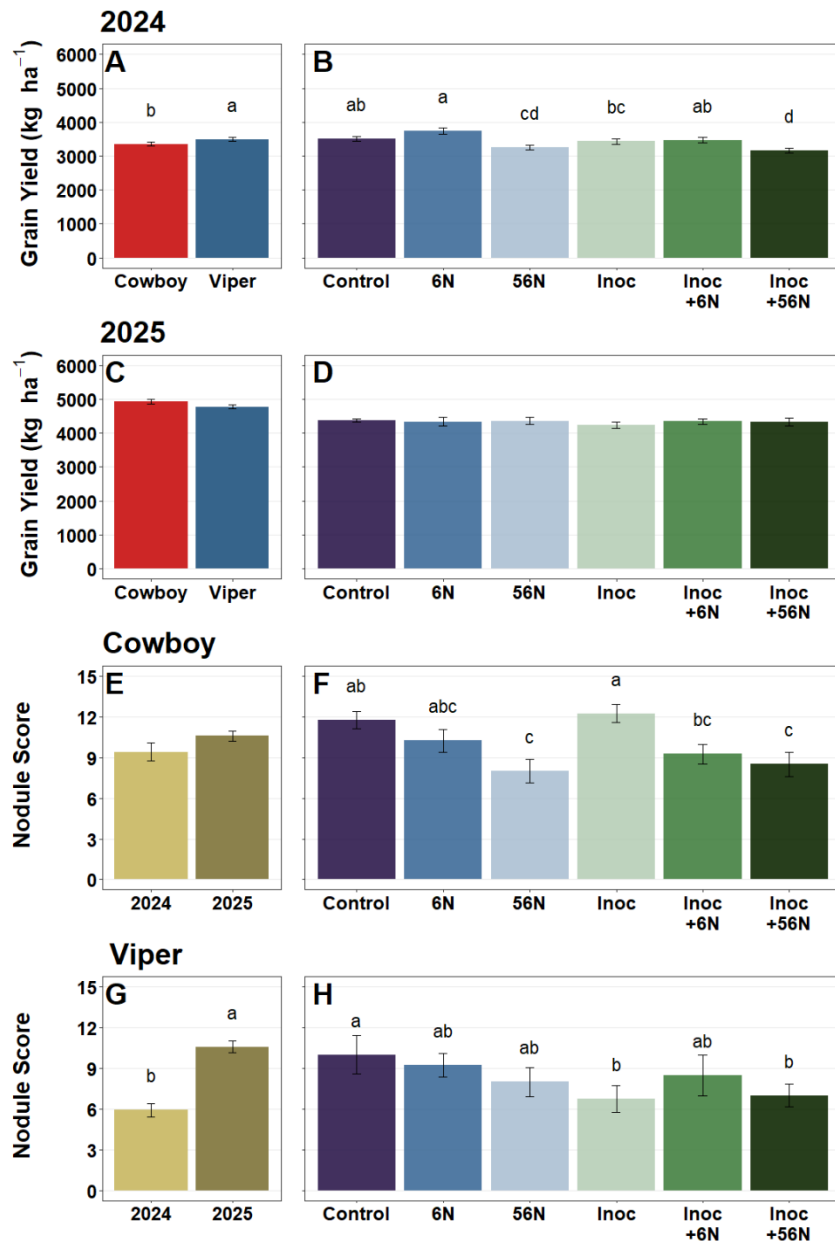 2024
Grain Yield (kg ha⁻¹)
6000
5000
4000
3000
2000
1000
0
A
b a
Cowboy Viper
B
ab a cd bc ab d
Control 6N 56N Inoc Inoc +6N Inoc +56N
2025
Grain Yield (kg ha⁻¹)
6000
5000
4000
3000
2000
1000
0
C
Cowboy Viper
D
Control 6N 56N Inoc Inoc +6N Inoc +56N
Cowboy
Nodule Score
15
12
9
6
3
0
E
2024 2025
F
ab abc c a bc c
Control 6N 56N Inoc Inoc +6N Inoc +56N
Viper
Nodule Score
15
12
9
6
3
0
G
b a
2024 2025
H
a ab ab b ab b
Control 6N 56N Inoc Inoc +6N Inoc +56N